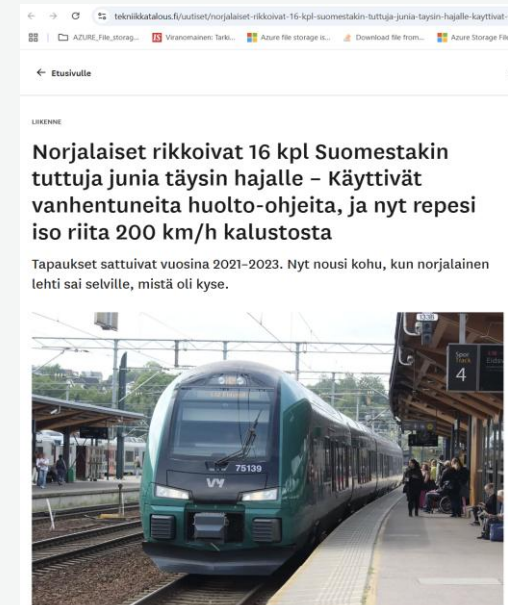 tekniikkatalous.fi/uutiset/norjalaiset-rikkoivat-16-kpl-suomestakin-tuttuja-junia-taysin-hajalle-kayttivat-
AZURE_File_storag...
Viranomainen: Tarki...
Azure file storage is...
Download file from...
Azure Storage File
← Etusivulle
LIIKENNE
Norjalaiset rikkoivat 16 kpl Suomestakin
tuttuja junia täysin hajalle – Käyttivät
vanhentuneita huolto-ohjeita, ja nyt repesi
iso riita 200 km/h kalustosta
Tapaukset sattuivat vuosina 2021–2023. Nyt nousi kohu, kun norjalainen
lehti sai selville, mistä oli kyse.
Spor
Track
4
75139
VY